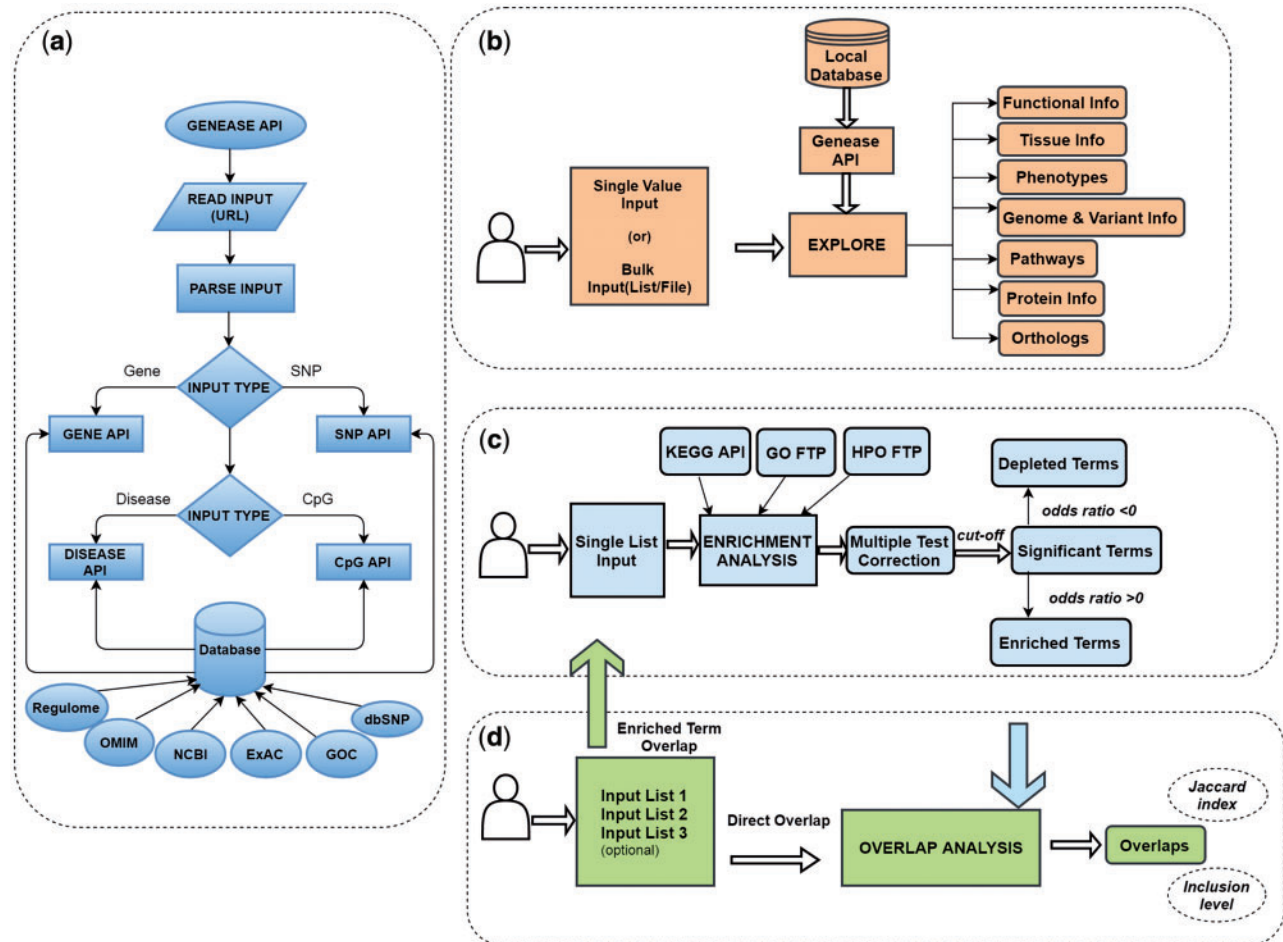 (a)
GENEASE API
READ INPUT
(URL)
PARSE INPUT
Gene
SNP
INPUT TYPE
GENE API
SNP API
Disease
CpG
INPUT TYPE
DISEASE
API
CpG API
Database
Regulome
dbSNP
OMIM
NCBI
ExAC
GOC
(b)
Local
Database
Genease
API
Single Value
Input
(or)
Bulk
Input(List/File)
EXPLORE
Functional Info
Tissue Info
Phenotypes
Genome & Variant Info
Pathways
Protein Info
Orthologs
(c)
KEGG API
GO FTP
HPO FTP
Single List
Input
ENRICHMENT
ANALYSIS
Multiple Test
Correction
cut-off
Depleted Terms
odds ratio <0
Significant Terms
odds ratio >0
Enriched Terms
(d)
Enriched Term
Overlap
Input List 1
Input List 2
Input List 3
(optional)
Direct Overlap
OVERLAP ANALYSIS
Jaccard
index
Overlaps
Inclusion
level